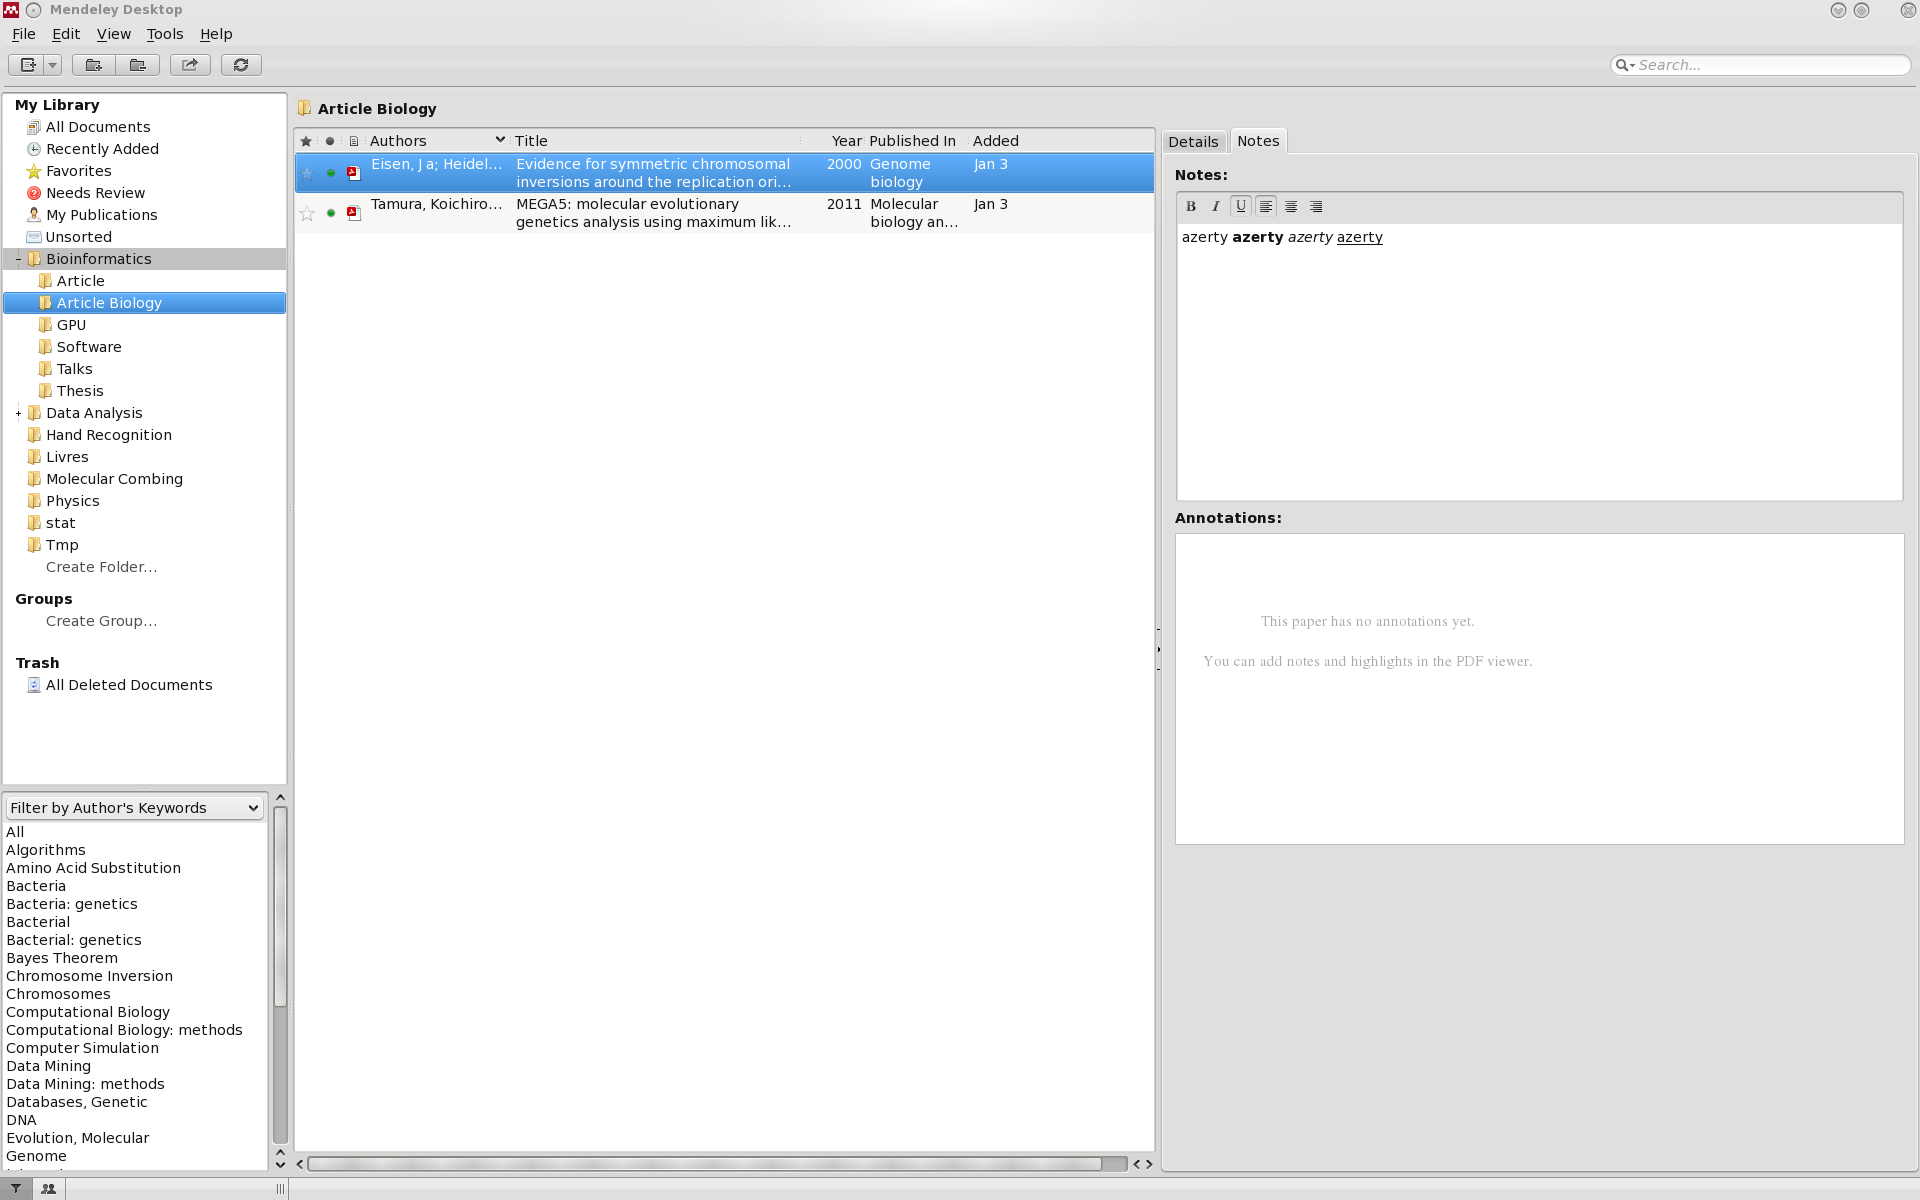 Mendeley Desktop
File Edit View Tools Help
Search...
My Library
All Documents
Recently Added
Favorites
Needs Review
My Publications
Unsorted
Bioinformatics
Article
Article Biology
GPU
Software
Talks
Thesis
Data Analysis
Hand Recognition
Livres
Molecular Combing
Physics
stat
Tmp
Create Folder...
Groups
Create Group...
Trash
All Deleted Documents
Filter by Author's Keywords
All
Algorithms
Amino Acid Substitution
Bacteria
Bacteria: genetics
Bacterial
Bacterial: genetics
Bayes Theorem
Chromosome Inversion
Chromosomes
Computational Biology
Computational Biology: methods
Computer Simulation
Data Mining
Data Mining: methods
Databases, Genetic
DNA
Evolution, Molecular
Genome
Article Biology
Authors Title Year Published In Added
Eisen, J a; Heidel... Evidence for symmetric chromosomal 2000 Genome Jan 3
inversions around the replication ori... biology
Tamura, Koichiro... MEGA5: molecular evolutionary 2011 Molecular Jan 3
genetics analysis using maximum lik... biology an...
Details Notes
Notes:
B I U
azerty azerty azerty azerty
Annotations:
This paper has no annotations yet.
You can add notes and highlights in the PDF viewer.